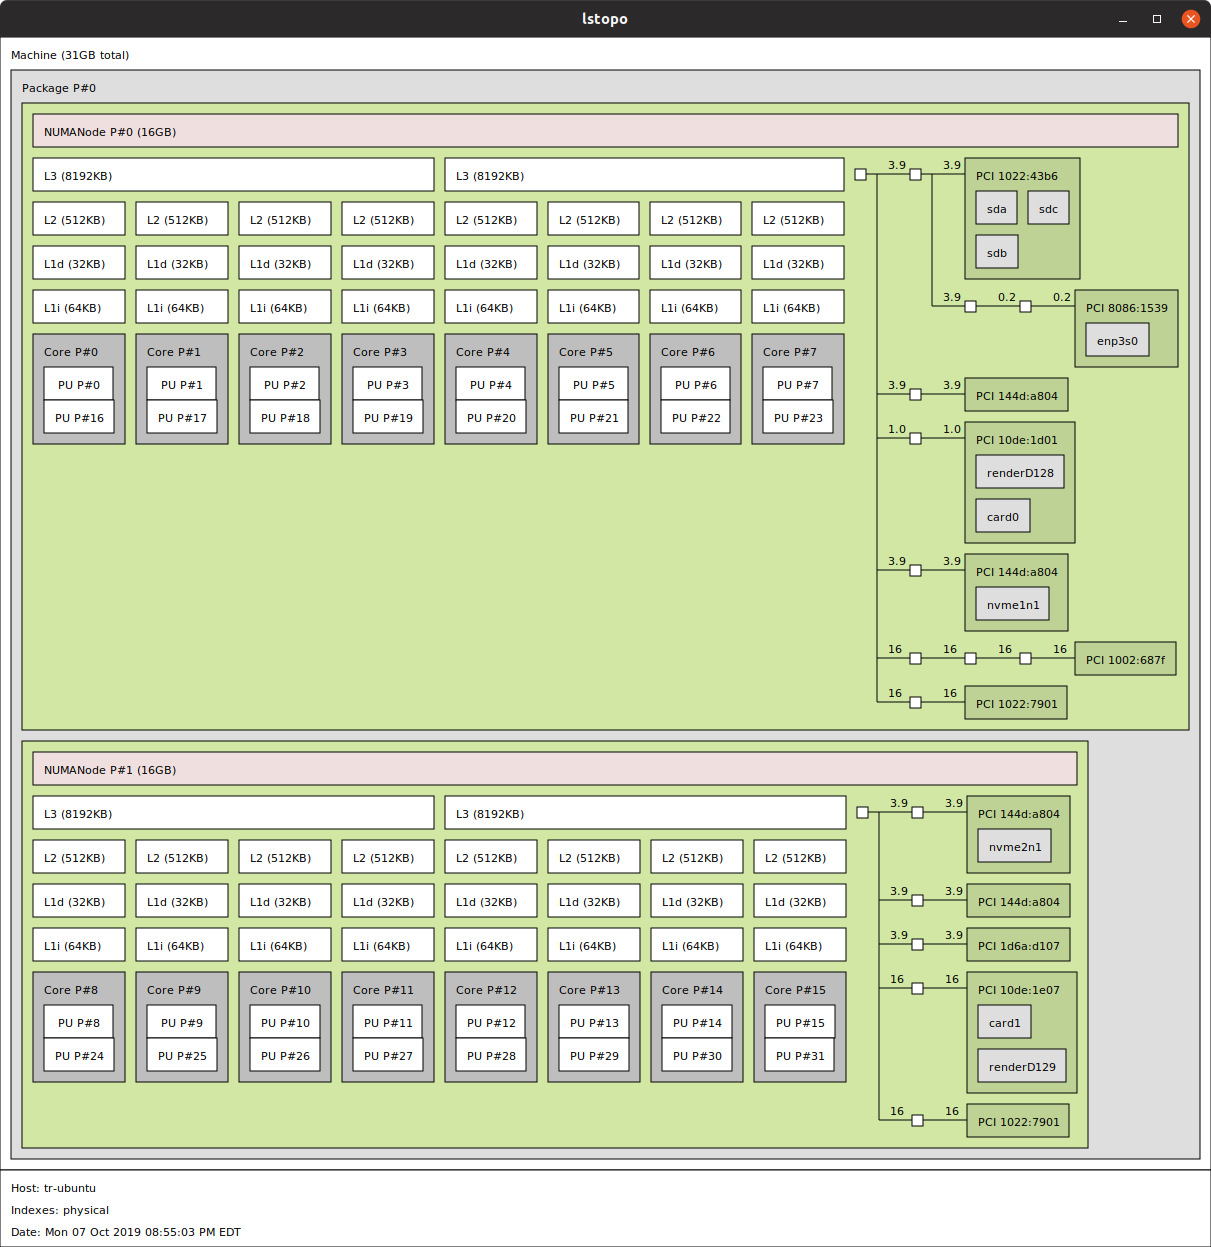 lstopo
Machine (31GB total)
Package P#0
NUMANode P#0 (16GB)
L3 (8192KB) L3 (8192KB)
L2 (512KB) L2 (512KB) L2 (512KB) L2 (512KB) L2 (512KB) L2 (512KB) L2 (512KB) L2 (512KB)
L1d (32KB) L1d (32KB) L1d (32KB) L1d (32KB) L1d (32KB) L1d (32KB) L1d (32KB) L1d (32KB)
L1i (64KB) L1i (64KB) L1i (64KB) L1i (64KB) L1i (64KB) L1i (64KB) L1i (64KB) L1i (64KB)
Core P#0 Core P#1 Core P#2 Core P#3 Core P#4 Core P#5 Core P#6 Core P#7
PU P#0 PU P#1 PU P#2 PU P#3 PU P#4 PU P#5 PU P#6 PU P#7
PU P#16 PU P#17 PU P#18 PU P#19 PU P#20 PU P#21 PU P#22 PU P#23
3.9 3.9 PCI 1022:43b6
sda sdc
sdb
3.9 0.2 0.2 PCI 8086:1539
enp3s0
3.9 3.9 PCI 144d:a804
1.0 1.0 PCI 10de:1d01
renderD128
card0
3.9 3.9 PCI 144d:a804
nvme1n1
16 16 16 16 PCI 1002:687f
16 16 PCI 1022:7901
NUMANode P#1 (16GB)
L3 (8192KB) L3 (8192KB)
L2 (512KB) L2 (512KB) L2 (512KB) L2 (512KB) L2 (512KB) L2 (512KB) L2 (512KB) L2 (512KB)
L1d (32KB) L1d (32KB) L1d (32KB) L1d (32KB) L1d (32KB) L1d (32KB) L1d (32KB) L1d (32KB)
L1i (64KB) L1i (64KB) L1i (64KB) L1i (64KB) L1i (64KB) L1i (64KB) L1i (64KB) L1i (64KB)
Core P#8 Core P#9 Core P#10 Core P#11 Core P#12 Core P#13 Core P#14 Core P#15
PU P#8 PU P#9 PU P#10 PU P#11 PU P#12 PU P#13 PU P#14 PU P#15
PU P#24 PU P#25 PU P#26 PU P#27 PU P#28 PU P#29 PU P#30 PU P#31
3.9 3.9 PCI 144d:a804
nvme2n1
3.9 3.9 PCI 144d:a804
3.9 3.9 PCI 1d6a:d107
16 16 PCI 10de:1e07
card1
renderD129
16 16 PCI 1022:7901
Host: tr-ubuntu
Indexes: physical
Date: Mon 07 Oct 2019 08:55:03 PM EDT